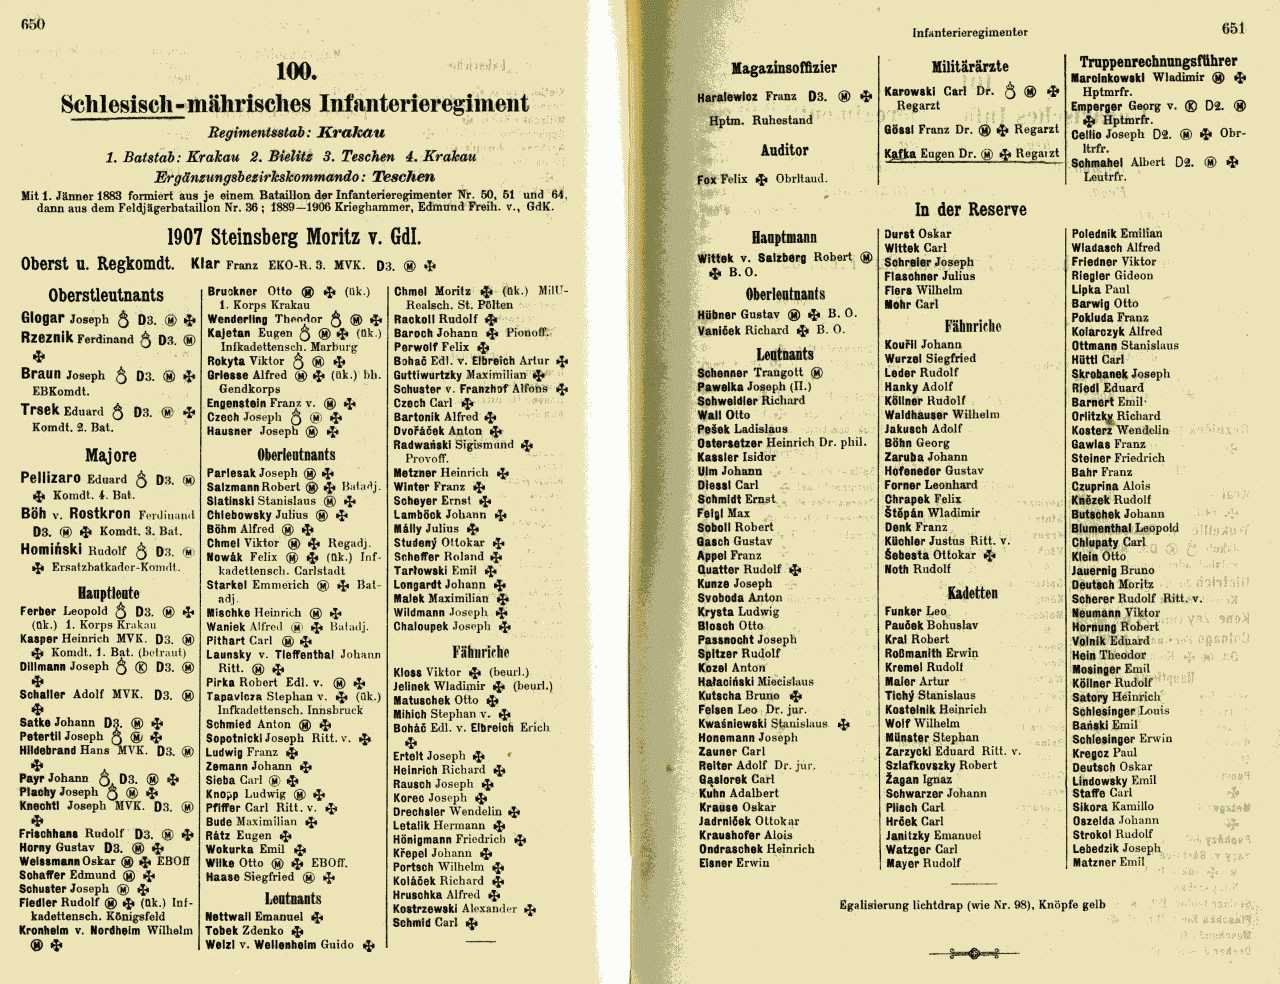 650
100.
Schlesisch-mährisches Infanterieregiment
Regimentsstab: Krakau
1. Batstab: Krakau 2. Bielitz 3. Teschen 4. Krakau
Ergänzungsbezirkskommando: Teschen
Mit 1. Jänner 1883 formiert aus je einem Bataillon der Infanterieregimenter Nr. 50, 51 und 64,
dann aus dem Feldjägerbataillon Nr. 36; 1889—1906 Krieghammer, Edmund Freih. v., GdK.
1907 Steinsberg Moritz v. GdI.
Oberst u. Regkomdt. Klar Franz EKO-R. 3. MVK. D3. Ⓜ ✠
Oberstleutnants
Glogar Joseph D3. Ⓜ ✠
Rzeznik Ferdinand D3. Ⓜ
✠
Braun Joseph D3. Ⓜ ✠
EBKomdt.
Trsek Eduard D3. Ⓜ ✠
Komdt. 2. Bat.
Majore
Pellizaro Eduard D3. Ⓜ
✠ Komdt. 4. Bat.
Böh v. Rostkron Ferdinand
D3. Ⓜ ✠ Komdt. 3. Bat.
Homiński Rudolf D3. Ⓜ
✠ Ersatzbatkader-Komdt.
Hauptleute
Ferber Leopold D3. Ⓜ ✠
(ük.) 1. Korps Krakau
Kasper Heinrich MVK. D3. Ⓜ
✠ Komdt. 1. Bat. (betraut)
Dillmann Joseph Ⓚ D3. Ⓜ
✠
Schaller Adolf MVK. D3. Ⓜ
✠
Satke Johann D3. Ⓜ ✠
Petertil Joseph Ⓜ ✠
Hildebrand Hans MVK. D3. Ⓜ
✠
Payr Johann D3. Ⓜ ✠
Plachy Joseph Ⓜ ✠
Knechtl Joseph MVK. D3. Ⓜ
✠
Frischhans Rudolf D3. Ⓜ ✠
Horny Gustav D3. Ⓜ ✠
Weissmann Oskar Ⓜ ✠ EBOff
Schaffer Edmund Ⓜ ✠
Schuster Joseph Ⓜ ✠
Fiedler Rudolf Ⓜ ✠ (ük.) Inf-
kadettensch. Königsfeld
Kronheim v. Nordheim Wilhelm
Ⓜ ✠
Bruckner Otto Ⓜ ✠ (ük.)
1. Korps Krakau
Wenderling Theodor Ⓜ ✠
Kajetan Eugen Ⓜ ✠ (ük.)
Infkadettensch. Marburg
Rokyta Viktor Ⓜ ✠
Griesse Alfred Ⓜ ✠ (ük.) bh.
Gendkorps
Engenstein Franz v. Ⓜ ✠
Czech Joseph Ⓜ ✠
Hausner Joseph Ⓜ ✠
Oberleutnants
Parlesak Joseph Ⓜ ✠
Salzmann Robert Ⓜ ✠ Batadj.
Slatinski Stanislaus Ⓜ ✠
Chlebowsky Julius Ⓜ ✠
Böhm Alfred Ⓜ ✠
Chmel Viktor Ⓜ ✠ Regadj.
Nowák Felix Ⓜ ✠ (ük.) Inf-
kadettensch. Carlstadt
Starkel Emmerich Ⓜ ✠ Bat-
adj.
Mischke Heinrich Ⓜ ✠
Waniek Alfred Ⓜ ✠ Batadj.
Pithart Carl Ⓜ ✠
Launsky v. Tieffenthal Johann
Ritt. Ⓜ ✠
Pirka Robert Edl. v. Ⓜ ✠
Tapavicza Stephan v. ✠ (ük.)
Infkadettensch. Innsbruck
Schmied Anton Ⓜ ✠
Sopotnicki Joseph Ritt. v. ✠
Ludwig Franz ✠
Zemann Johann ✠
Sieba Carl Ⓜ ✠
Knopp Ludwig Ⓜ ✠
Pfiffer Carl Ritt. v. ✠
Bude Maximilian ✠
Rátz Eugen ✠
Wokurka Emil ✠
Wilke Otto Ⓜ ✠ EBOff.
Haase Siegfried Ⓜ ✠
Leutnants
Nettwall Emanuel ✠
Tobek Zdenko ✠
Welzl v. Wellenheim Guido ✠
Chmel Moritz ✠ (ük.) MilU-
Realsch. St. Pölten
Rackoll Rudolf ✠
Baroch Johann ✠ Pionoff.
Perwolf Felix ✠
Bohač Edl. v. Elbreich Artur ✠
Guttiwurtzky Maximilian ✠
Schuster v. Franzhof Alfons ✠
Czech Carl ✠
Bartonik Alfred ✠
Dvořáček Anton ✠
Radwański Sigismund ✠
Provoff.
Metzner Heinrich ✠
Winter Franz ✠
Scheyer Ernst ✠
Lamböck Johann ✠
Málly Julius ✠
Studený Ottokar ✠
Scheffer Roland ✠
Tarłowski Emil ✠
Longardt Johann ✠
Malek Maximilian ✠
Wildmann Joseph ✠
Chaloupek Joseph ✠
Fähnriche
Kloss Viktor ✠ (beurl.)
Jelinek Wladimir ✠ (beurl.)
Matuschek Otto ✠
Mihich Stephan v. ✠
Boháč Edl. v. Elbreich Erich
✠
Ertelt Joseph ✠
Heinrich Richard ✠
Rausch Joseph ✠
Korec Joseph ✠
Drechsler Wendelin ✠
Letalik Hermann ✠
Hönigmann Friedrich ✠
Křepel Johann ✠
Portsch Wilhelm ✠
Koláček Richard ✠
Hruschka Alfred ✠
Kostrzewski Alexander ✠
Schmid Carl ✠
Infanterieregimenter
651
Magazinsoffizier
Haralewicz Franz D3. Ⓜ ✠
Hptm. Ruhestand
Auditor
Fox Felix ✠ Obrltaud.
Militärärzte
Karowski Carl Dr. Ⓜ ✠
Regarzt
Gössl Franz Dr. Ⓜ ✠ Regarzt
Kafka Eugen Dr. Ⓜ ✠ Regarzt
Truppenrechnungsführer
Marcinkowski Wladimir Ⓜ ✠
Hptmrfr.
Emperger Georg v. Ⓚ D2. Ⓜ
✠ Hptmrfr.
Cellio Joseph D2. Ⓜ ✠ Obr-
ltrfr.
Schmahel Albert D2. Ⓜ ✠
Leutrfr.
In der Reserve
Hauptmann
Wittek v. Salzberg Robert Ⓜ
✠ B. O.
Oberleutnants
Hübner Gustav Ⓜ ✠ B. O.
Vaniček Richard ✠ B. O.
Leutnants
Schenner Traugott Ⓜ
Pawelka Joseph (II.)
Schweidler Richard
Wall Otto
Pešek Ladislaus
Ostersetzer Heinrich Dr. phil.
Kassler Isidor
Ulm Johann
Diessl Carl
Schmidt Ernst
Feigl Max
Soboll Robert
Gasch Gustav
Appel Franz
Quatter Rudolf ✠
Kunze Joseph
Svoboda Anton
Krysta Ludwig
Blosch Otto
Passnocht Joseph
Spitzer Rudolf
Kozel Anton
Hałaciński Miecislaus
Kutscha Bruno ✠
Felsen Leo Dr. jur.
Kwaśniewski Stanislaus ✠
Honemann Joseph
Zauner Carl
Reiter Adolf Dr. jur.
Gąsiorek Carl
Kuhn Adalbert
Krause Oskar
Jadrniček Ottokar
Kraushofer Alois
Ondraschek Heinrich
Eisner Erwin
Durst Oskar
Wittek Carl
Schreier Joseph
Flaschner Julius
Fiers Wilhelm
Mohr Carl
Fähnriche
Kouřil Johann
Wurzel Siegfried
Leder Rudolf
Hanky Adolf
Köllner Rudolf
Waldhauser Wilhelm
Jakusch Adolf
Böhn Georg
Zaruba Johann
Hofeneder Gustav
Forner Leonhard
Chrapek Felix
Štěpán Wladimir
Denk Franz
Küchler Justus Ritt. v.
Šebesta Ottokar ✠
Noth Rudolf
Kadetten
Funker Leo
Pauček Bohuslav
Kral Robert
Roßmanith Erwin
Kremel Rudolf
Maier Artur
Tichý Stanislaus
Kostelnik Heinrich
Wolf Wilhelm
Münster Stephan
Zarzycki Eduard Ritt. v.
Szlafkovszky Robert
Žagan Ignaz
Schwarzer Johann
Plisch Carl
Hrček Carl
Janitzky Emanuel
Watzger Carl
Mayer Rudolf
Polednik Emilian
Wladasch Alfred
Friedner Viktor
Riegler Gideon
Lipka Paul
Barwig Otto
Pokluda Franz
Kolarczyk Alfred
Ottmann Stanislaus
Hüttl Carl
Skrobanek Joseph
Riedl Eduard
Barnert Emil
Orlitzky Richard
Kosterz Wendelin
Gawlas Franz
Steiner Friedrich
Bahr Franz
Czuprina Alois
Knězek Rudolf
Butschek Johann
Blumenthal Leopold
Chlupaty Carl
Klein Otto
Jauernig Bruno
Deutsch Moritz
Scherer Rudolf Ritt. v.
Neumann Viktor
Hornung Robert
Volnik Eduard
Hein Theodor
Mosinger Emil
Köllner Rudolf
Satory Heinrich
Schlesinger Louis
Bański Emil
Schlesinger Erwin
Kregcz Paul
Deutsch Oskar
Lindowsky Emil
Staffe Carl
Sikora Kamillo
Oszelda Johann
Strokol Rudolf
Lebedzik Joseph
Matzner Emil
Egalisierung lichtdrap (wie Nr. 98), Knöpfe gelb